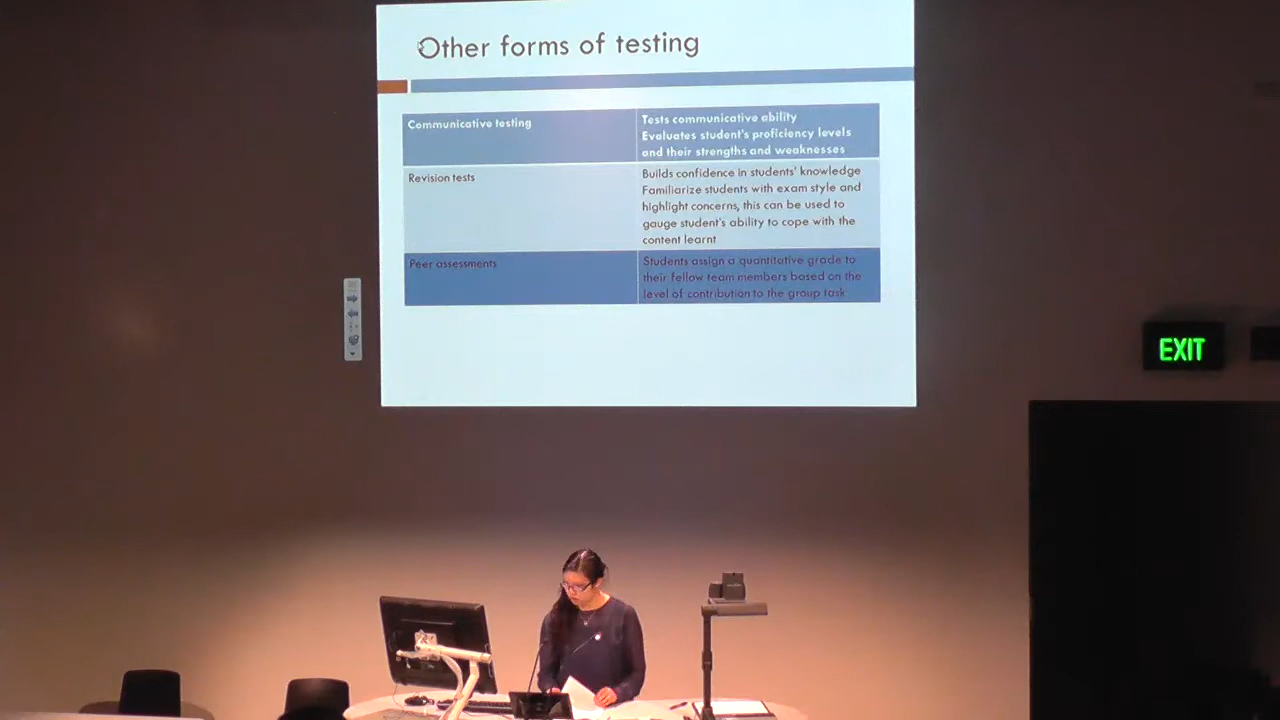 Other forms of testing
Communicative testing
Tests communicative ability
Evaluates student's proficiency levels
and their strengths and weaknesses
Revision tests
Builds confidence in students' knowledge
Familiarize students with exam style and
highlight concerns, this can be used to
gauge student's ability to cope with the
content learnt
Peer assessments
Students assign a quantitative grade to
their fellow team members based on the
level of contribution to the group task
EXIT